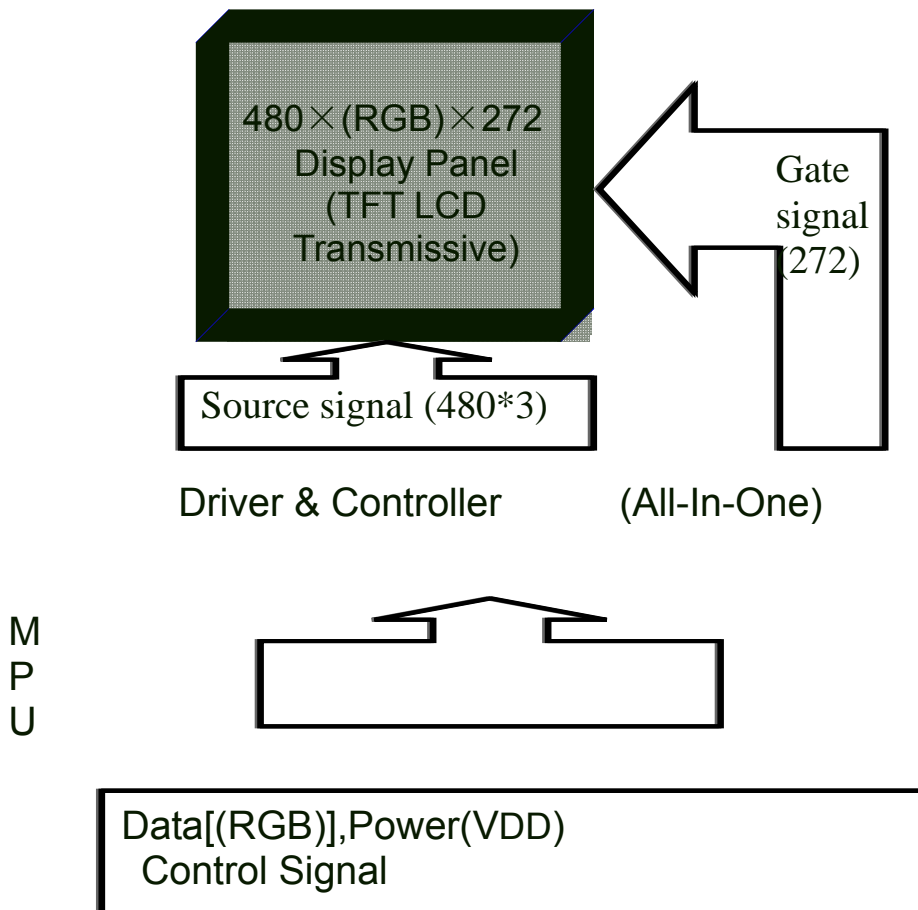 480×(RGB)×272
Display Panel
(TFT LCD
Transmissive)
Gate
signal
(272)
Source signal (480*3)
Driver & Controller (All-In-One)
M
P
U
Data[(RGB)],Power(VDD)
Control Signal